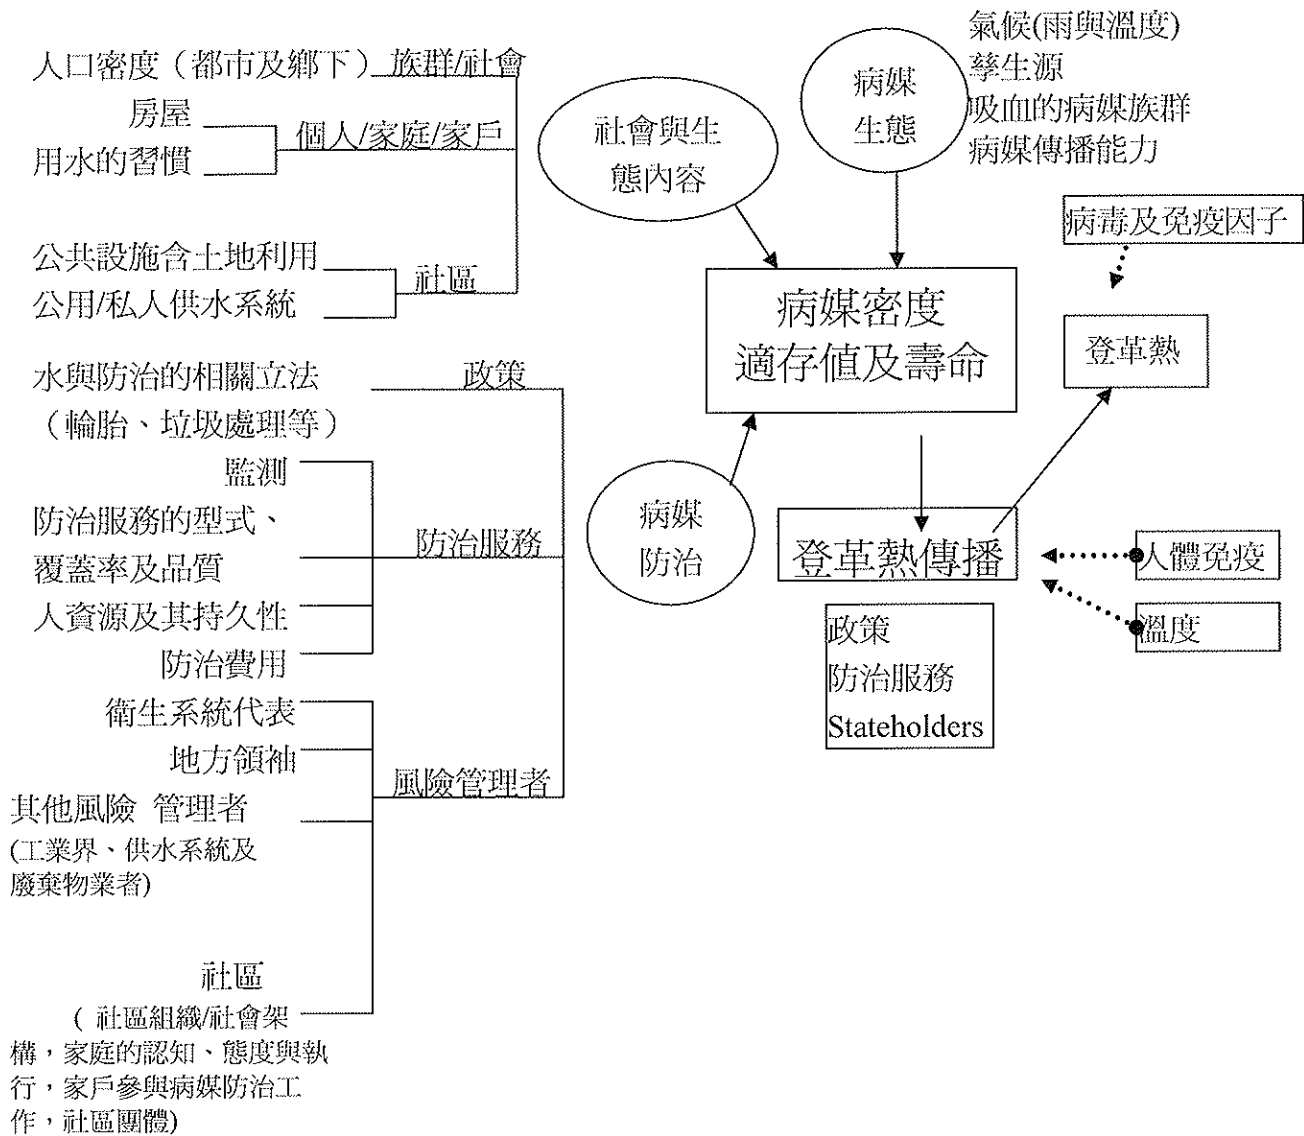 人口密度（都市及鄉下）族群/社會
房屋
個人/家庭/家戶
用水的習慣
公共設施含土地利用
社區
公用/私人供水系統
水與防治的相關立法
政策
（輪胎、垃圾處理等）
監測
防治服務的型式、
防治服務
覆蓋率及品質
人資源及其持久性
防治費用
衛生系統代表
地方領袖
風險管理者
其他風險 管理者
(工業界、供水系統及
廢棄物業者)
社區
( 社區組織/社會架
構，家庭的認知、態度與執
行，家戶參與病媒防治工
作，社區團體)
社會與生
態內容
病媒
生態
氣候(雨與溫度)
孳生源
吸血的病媒族群
病媒傳播能力
病毒及免疫因子
病媒密度
適存值及壽命
登革熱
病媒
防治
登革熱傳播
人體免疫
溫度
政策
防治服務
Stateholders